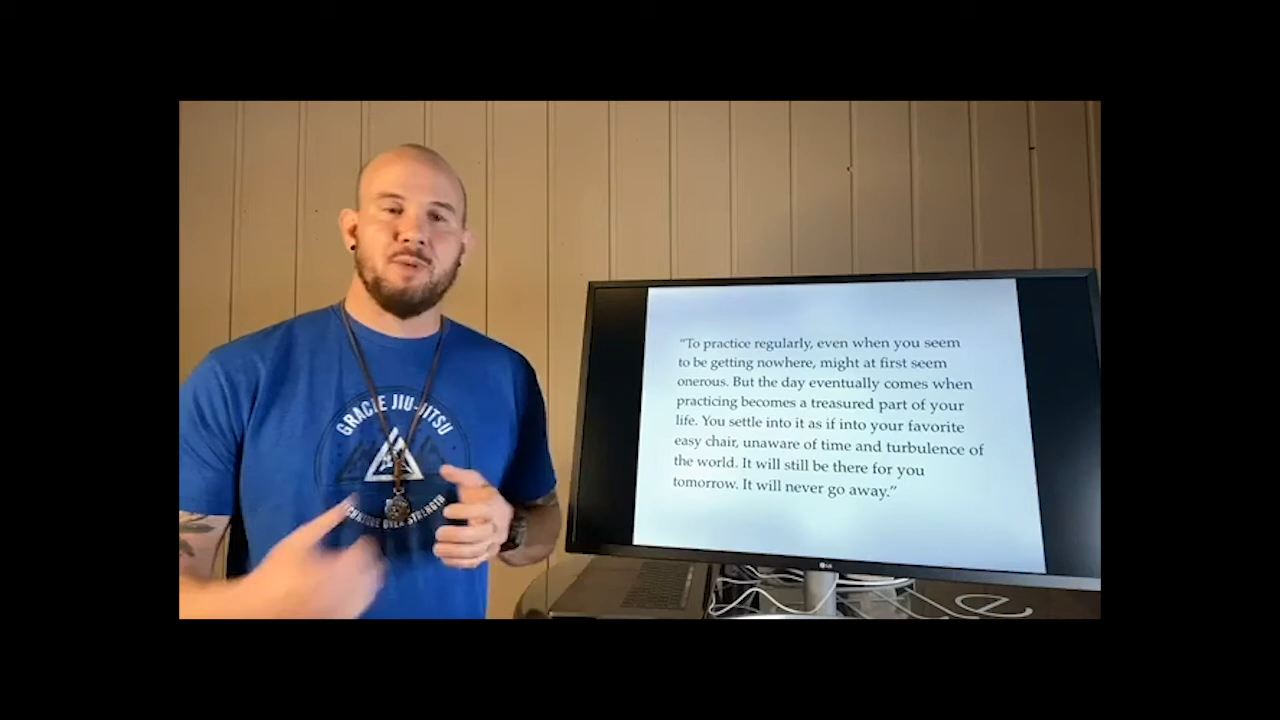 GRACIE JIU-JITSU
OVER STRENGTH
"To practice regularly, even when you seem
to be getting nowhere, might at first seem
onerous. But the day eventually comes when
practicing becomes a treasured part of your
life. You settle into it as if into your favorite
easy chair, unaware of time and turbulence of
the world. It will still be there for you
tomorrow. It will never go away."
LG